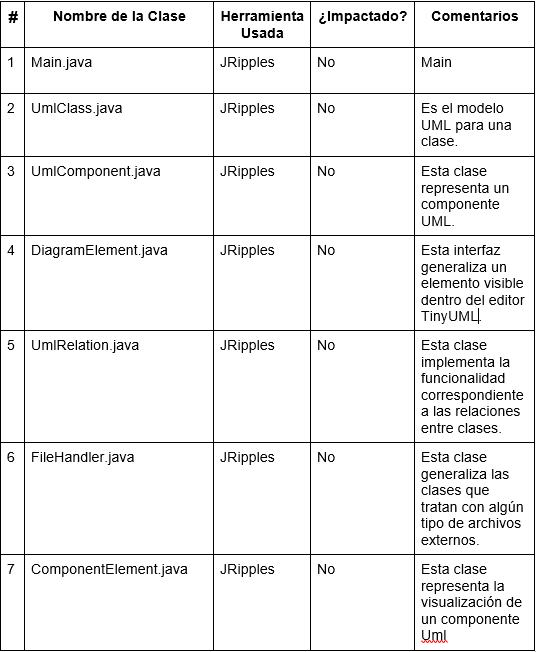 # Nombre de la Clase Herramienta Usada ¿Impactado? Comentarios
1 Main.java JRipples No Main
2 UmlClass.java JRipples No Es el modelo
UML para una
clase.
3 UmlComponent.java JRipples No Esta clase
representa un
componente
UML.
4 DiagramElement.java JRipples No Esta interfaz
generaliza un
elemento visible
dentro del editor
TinyUML.
5 UmlRelation.java JRipples No Esta clase
implementa la
funcionalidad
correspondiente
a las relaciones
entre clases.
6 FileHandler.java JRipples No Esta clase
generaliza las
clases que
tratan con algún
tipo de archivos
externos.
7 ComponentElement.java JRipples No Esta clase
representa la
visualización de
un componente
Uml